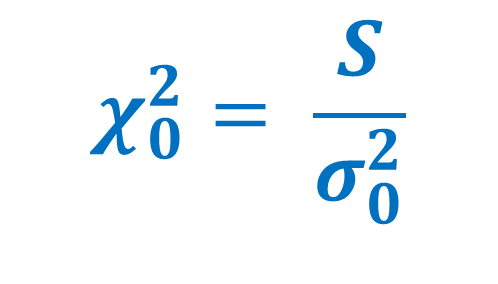 χ₀² = S / σ₀²